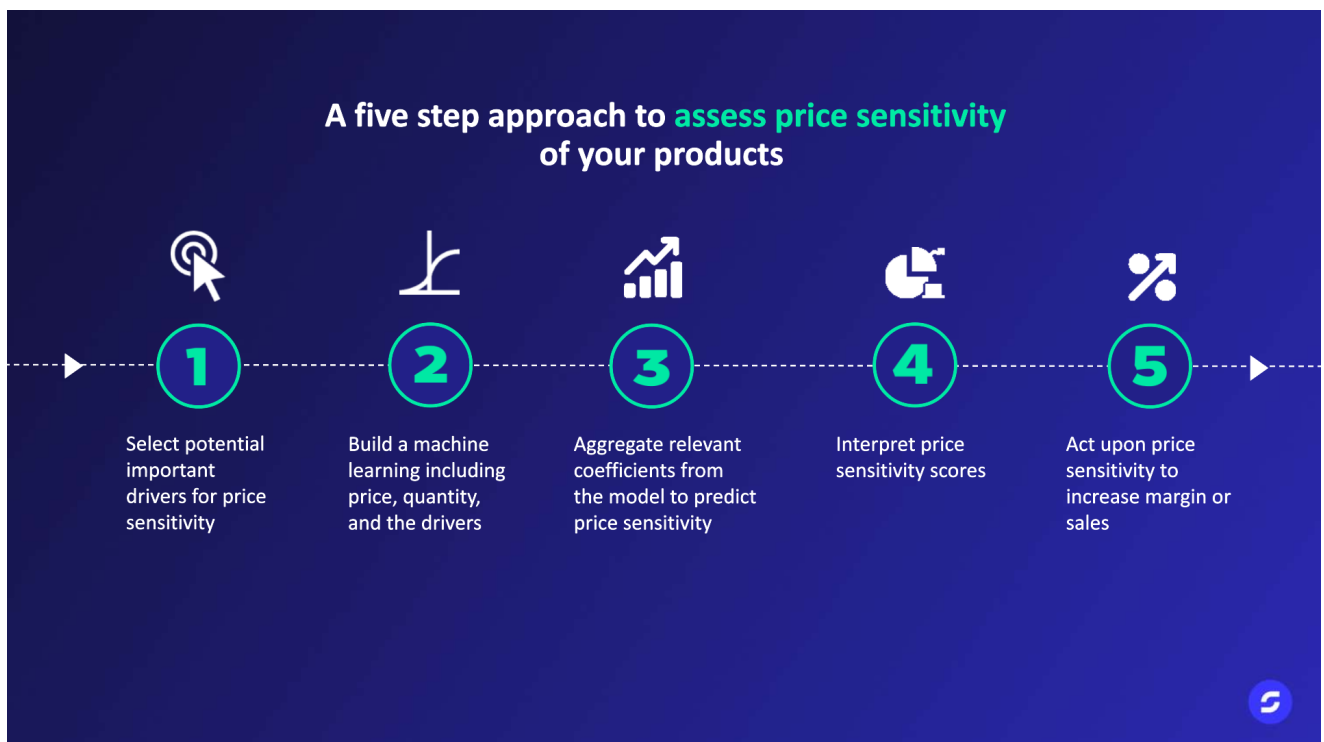 A five step approach to assess price sensitivity
of your products
1
Select potential
important
drivers for price
sensitivity
2
Build a machine
learning including
price, quantity,
and the drivers
3
Aggregate relevant
coefficients from
the model to predict
price sensitivity
4
Interpret price
sensitivity scores
5
Act upon price
sensitivity to
increase margin or
sales